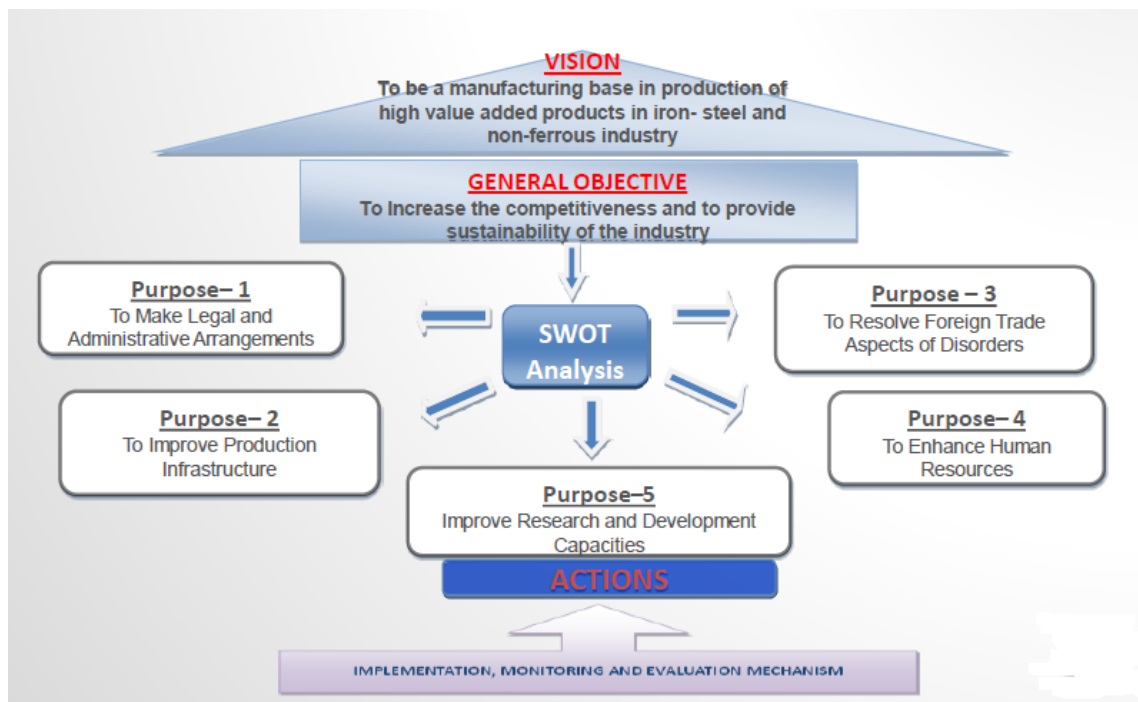 VISION
To be a manufacturing base in production of
high value added products in iron- steel and
non-ferrous industry
GENERAL OBJECTIVE
To Increase the competitiveness and to provide
sustainability of the industry
Purpose– 1
To Make Legal and
Administrative Arrangements
Purpose– 2
To Improve Production
Infrastructure
SWOT
Analysis
Purpose – 3
To Resolve Foreign Trade
Aspects of Disorders
Purpose– 4
To Enhance Human
Resources
Purpose–5
Improve Research and Development
Capacities
ACTIONS
IMPLEMENTATION, MONITORING AND EVALUATION MECHANISM